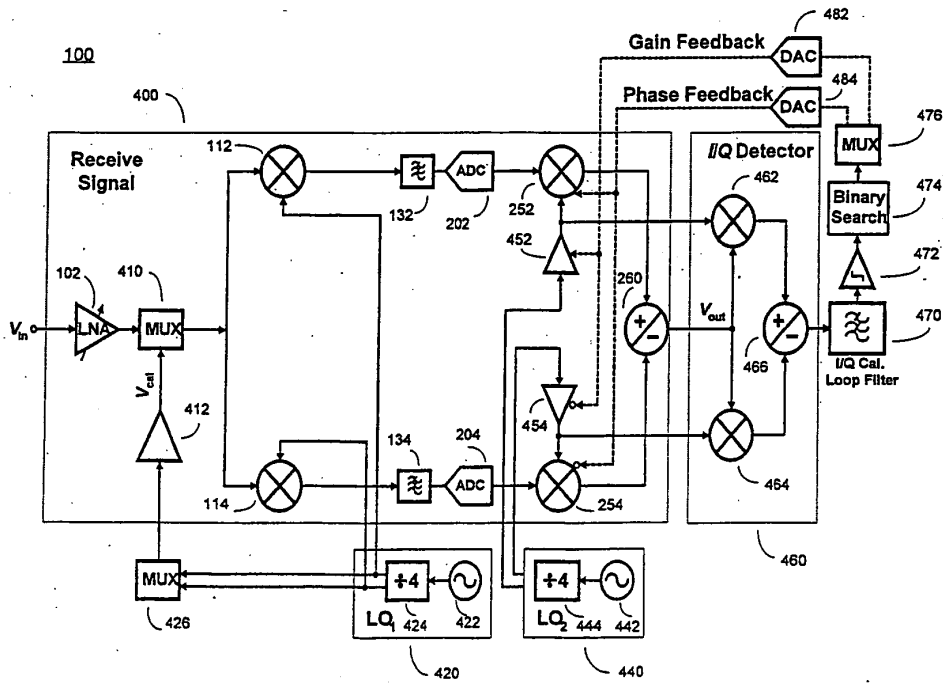 482
100
Gain Feedback
DAC
484
400
Phase Feedback
DAC
476
MUX
Receive
Signal
112
I/Q Detector
462
ADC
132
202
252
Binary
Search
474
452
410
472
102
260
LNA
MUX
Vin
Vout
+
-
+
-
466
470
I/Q Cal.
Loop Filter
Vcal
412
454
134
204
ADC
114
254
464
460
MUX
÷4
÷4
426
LO1
424
422
LO2
444
442
420
440